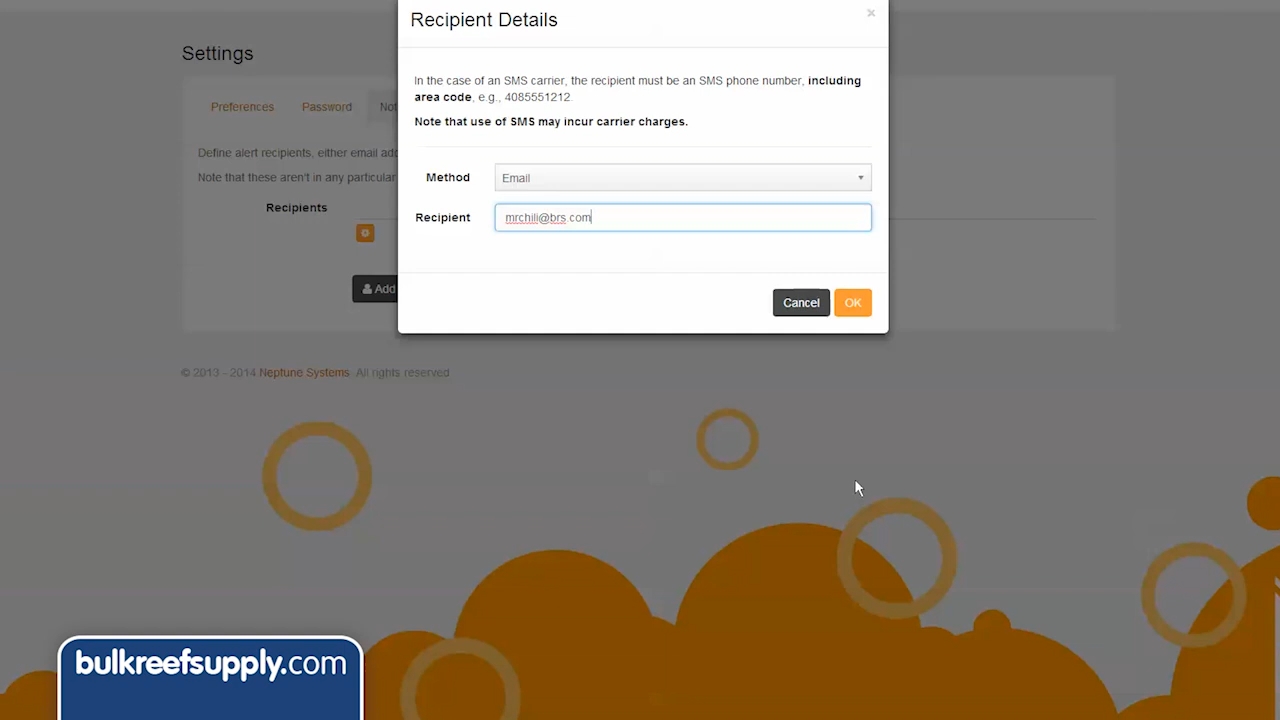 Recipient Details
×
Settings
In the case of an SMS carrier, the recipient must be an SMS phone number, including
area code, e.g., 4085551212.
Preferences
Password
Not
Note that use of SMS may incur carrier charges.
Define alert recipients, either email add
Note that these aren't in any particular
Method
Email
Recipients
Recipient
mrchili@brs.com
Add
Cancel
OK
© 2013 - 2014 Neptune Systems. All rights reserved
bulkreefsupply.com